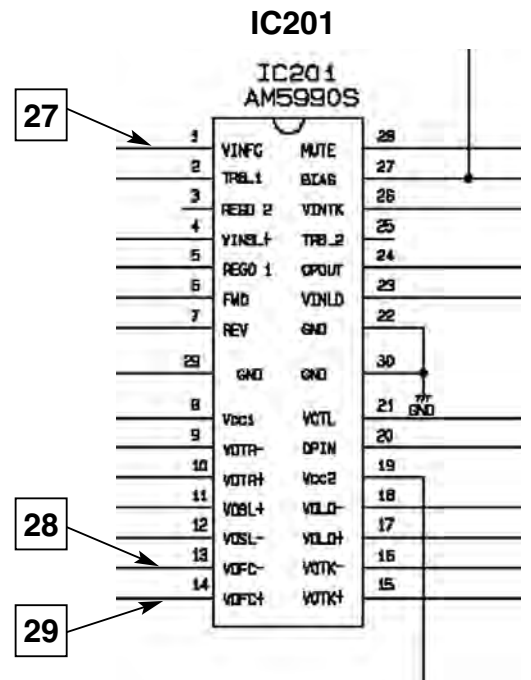 IC201
IC201
AM5990S
27
1 VINFC MUTE 28
2 TRB_1 BIAS 27
3 REGO 2 VINTK 26
4 VINSL+ TRB_2 25
5 REGO 1 OPOUT 24
6 FWD VINLD 23
7 REV GND 22
29 GND GND 30
GND
8 Vcc1 VCTL 21
9 VOTR- OPIN 20
10 VOTR+ Vcc2 19
11 VOSL+ VOLD- 18
28
12 VOSL- VOLD+ 17
13 VOFC- VOTK- 16
14 VOFC+ VOTK+ 15
29